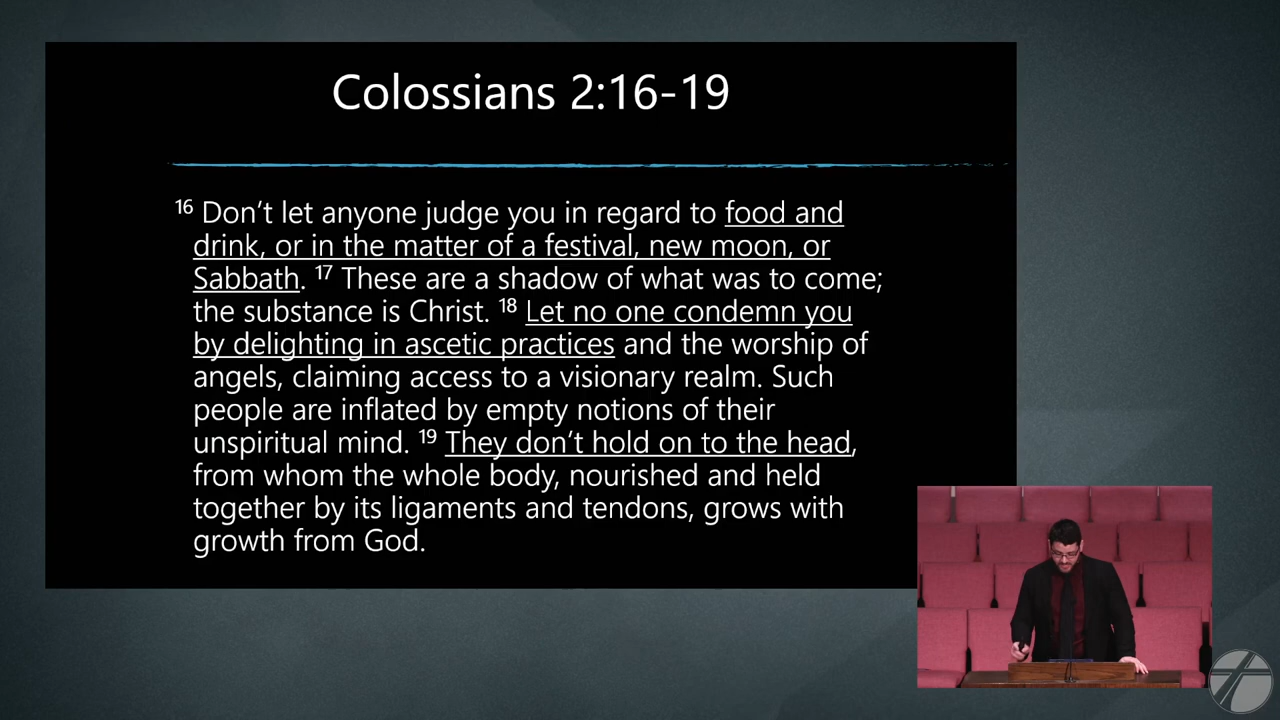 Colossians 2:16-19
16 Don’t let anyone judge you in regard to food and
drink, or in the matter of a festival, new moon, or
Sabbath. 17 These are a shadow of what was to come;
the substance is Christ. 18 Let no one condemn you
by delighting in ascetic practices and the worship of
angels, claiming access to a visionary realm. Such
people are inflated by empty notions of their
unspiritual mind. 19 They don’t hold on to the head,
from whom the whole body, nourished and held
together by its ligaments and tendons, grows with
growth from God.